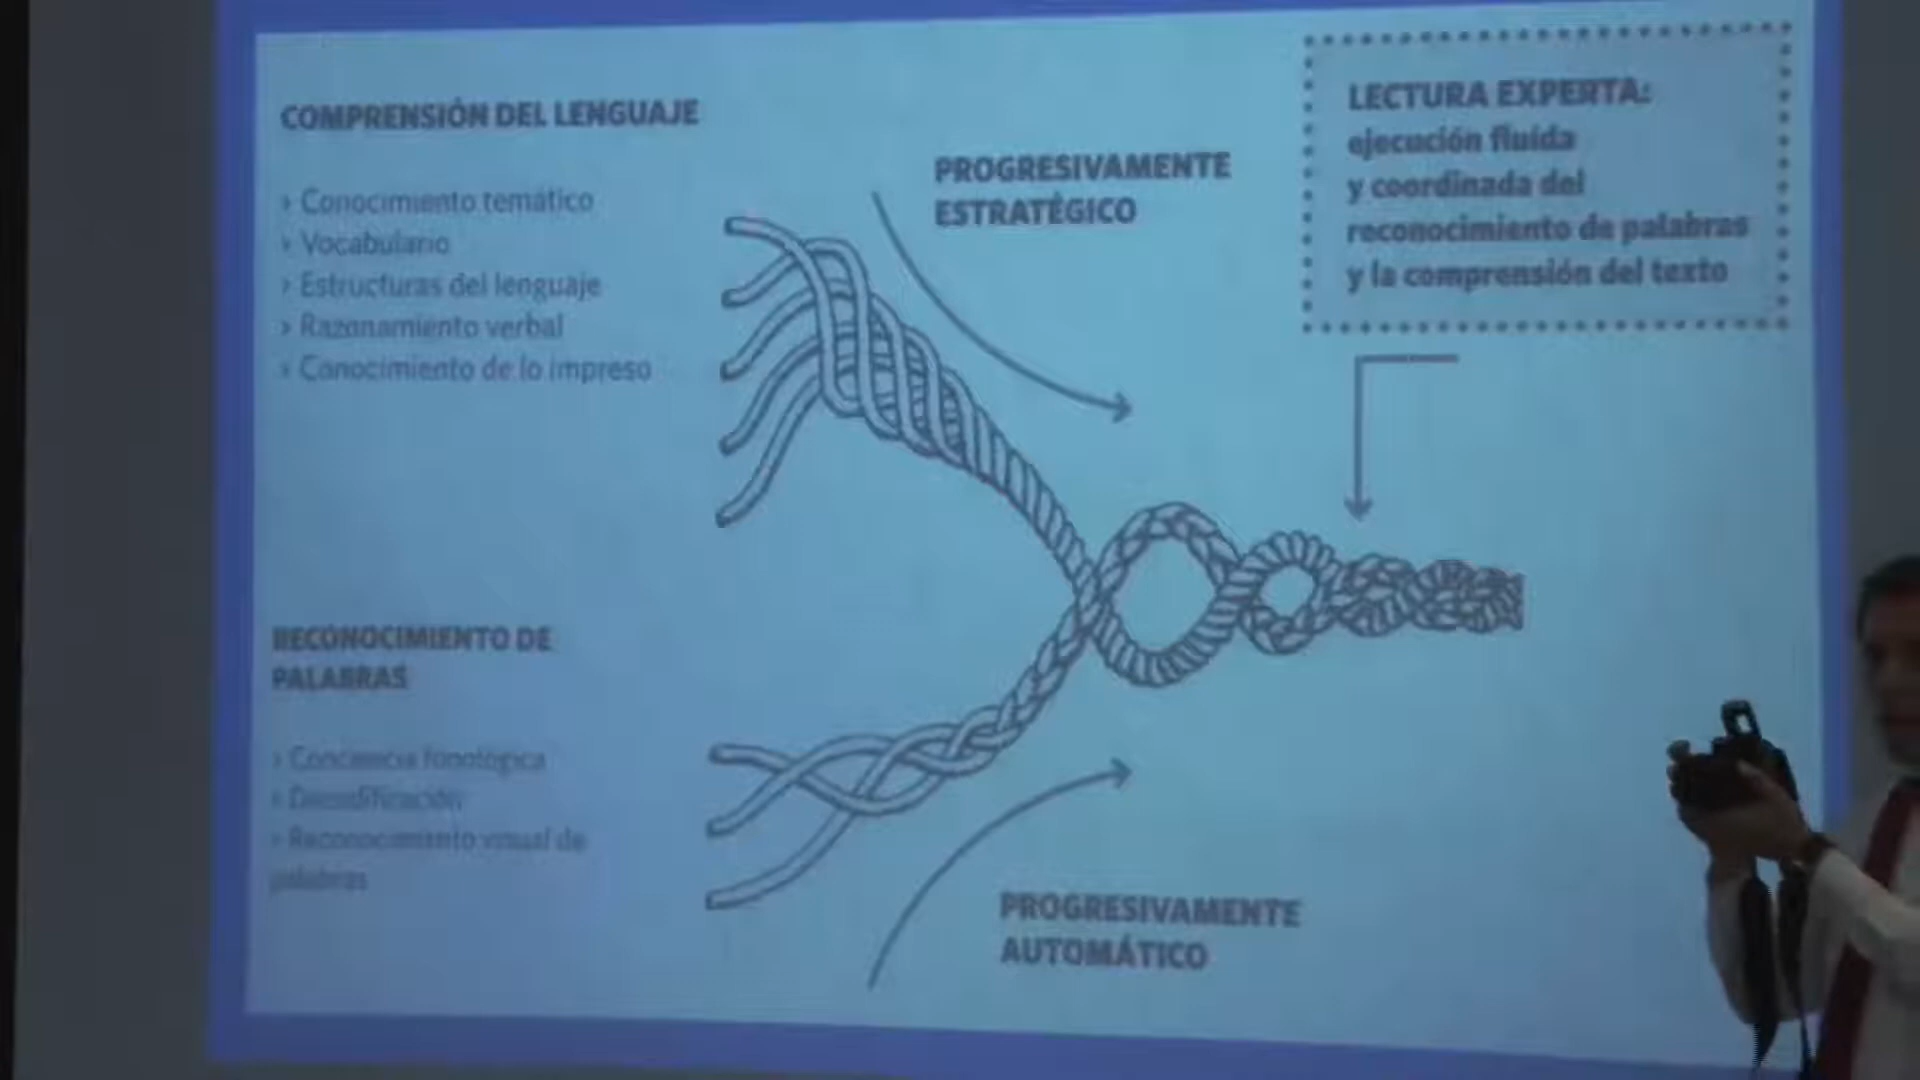 COMPRENSIÓN DEL LENGUAJE
› Conocimiento temático
› Vocabulario
› Estructuras del lenguaje
› Razonamiento verbal
› Conocimiento de lo impreso
PROGRESIVAMENTE
ESTRATÉGICO
LECTURA EXPERTA:
ejecución fluida
y coordinada del
reconocimiento de palabras
y la comprensión del texto
RECONOCIMIENTO DE
PALABRAS
› Conciencia fonológica
› Decodificación
› Reconocimiento visual de
palabras
PROGRESIVAMENTE
AUTOMÁTICO